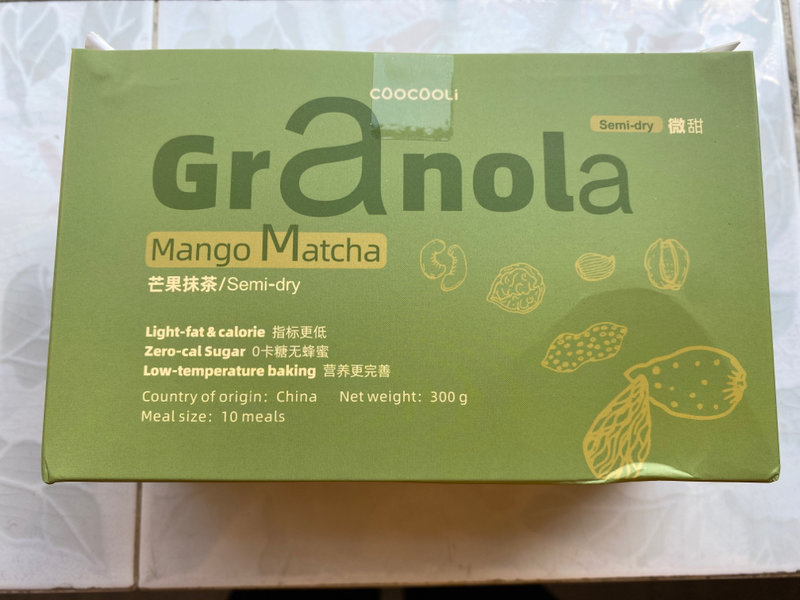 COOCOOLi
Granola
Semi-dry 微甜
Mango Matcha
芒果抹茶/Semi-dry
Light-fat & calorie 指标更低
Zero-cal Sugar 0卡糖无蜂蜜
Low-temperature baking 营养更完善
Country of origin: China Net weight: 300 g
Meal size: 10 meals